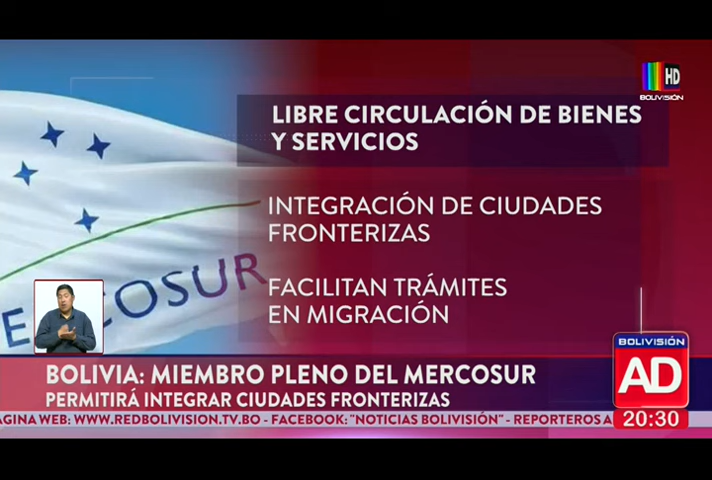 HD
BOLIVISIÓN
LIBRE CIRCULACIÓN DE BIENES
Y SERVICIOS
INTEGRACIÓN DE CIUDADES
FRONTERIZAS
FACILITAN TRÁMITES
EN MIGRACIÓN
COSUR
BOLIVIA: MIEMBRO PLENO DEL MERCOSUR
PERMITIRÁ INTEGRAR CIUDADES FRONTERIZAS
BOLIVISIÓN
AD
20:30
AGINA WEB: WWW.REDBOLIVISION.TV.BO - FACEBOOK: "NOTICIAS BOLIVISIÓN" - REPORTEROS A